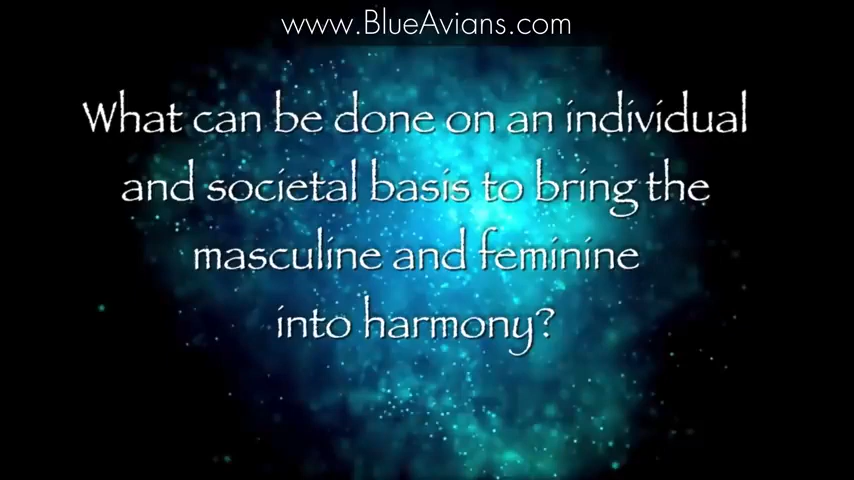 www.BlueAvians.com
What can be done on an individual
and societal basis to bring the
masculine and feminine
into harmony?